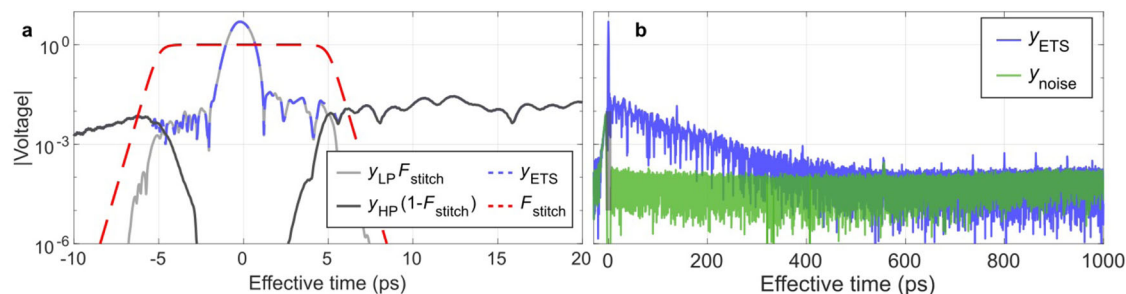 a
|Voltage|
10^0
10^-3
10^-6
y_LP F_stitch
y_ETS
y_HP (1-F_stitch)
F_stitch
-10 -5 0 5 10 15 20
Effective time (ps)
b
y_ETS
y_noise
0 200 400 600 800 1000
Effective time (ps)